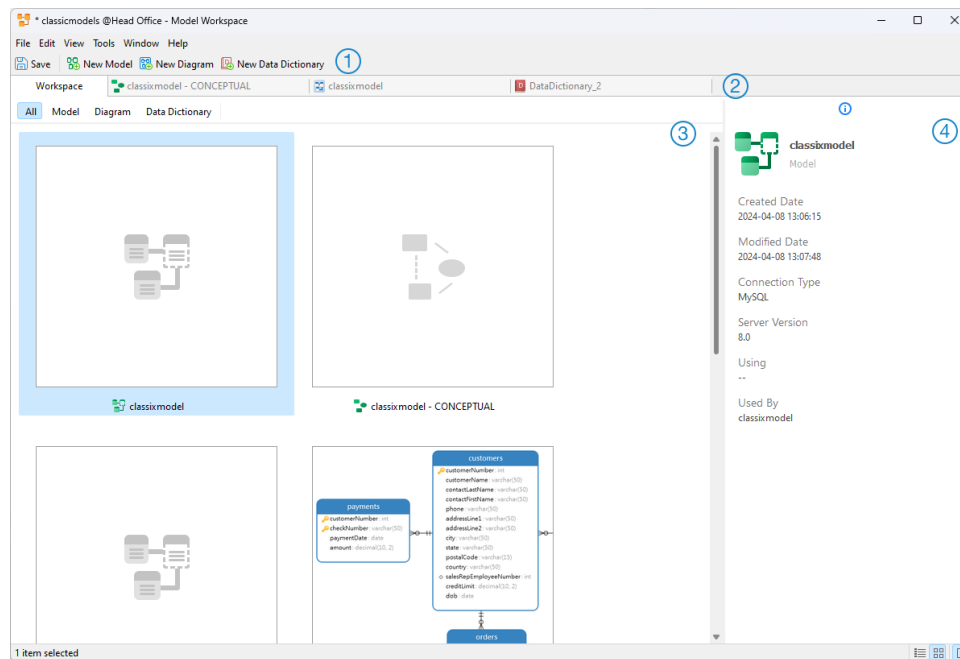 * classicmodels @Head Office - Model Workspace
File Edit View Tools Window Help
Save New Model New Diagram New Data Dictionary 1
Workspace classixmodel - CONCEPTUAL classixmodel DataDictionary_2 2
All Model Diagram Data Dictionary
3
4
classixmodel
Model
Created Date
2024-04-08 13:06:15
Modified Date
2024-04-08 13:07:48
Connection Type
MySQL
Server Version
8.0
Using
--
Used By
classixmodel
classixmodel
classixmodel - CONCEPTUAL
payments
customerNumber: int
checkNumber: varchar(50)
paymentDate: date
amount: decimal(10, 2)
customers
customerNumber: int
customerName: varchar(50)
contactLastName: varchar(50)
contactFirstName: varchar(50)
phone: varchar(50)
addressLine1: varchar(50)
addressLine2: varchar(50)
city: varchar(50)
state: varchar(50)
postalCode: varchar(15)
country: varchar(50)
salesRepEmployeeNumber: int
creditLimit: decimal(10, 2)
dob: date
orders
1 item selected